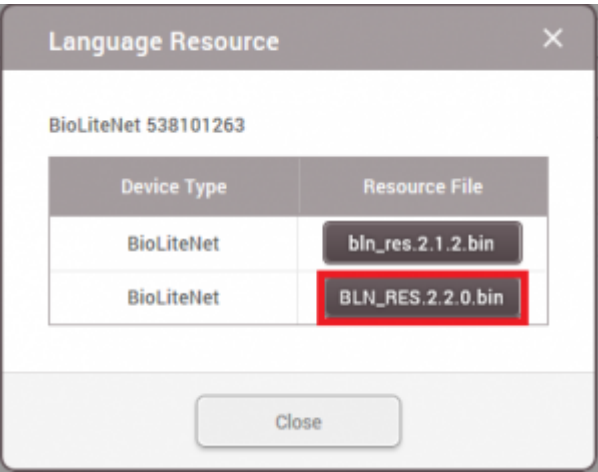 Language Resource
BioLiteNet 538101263
Device Type Resource File
BioLiteNet bln_res.2.1.2.bin
BioLiteNet BLN_RES.2.2.0.bin
Close